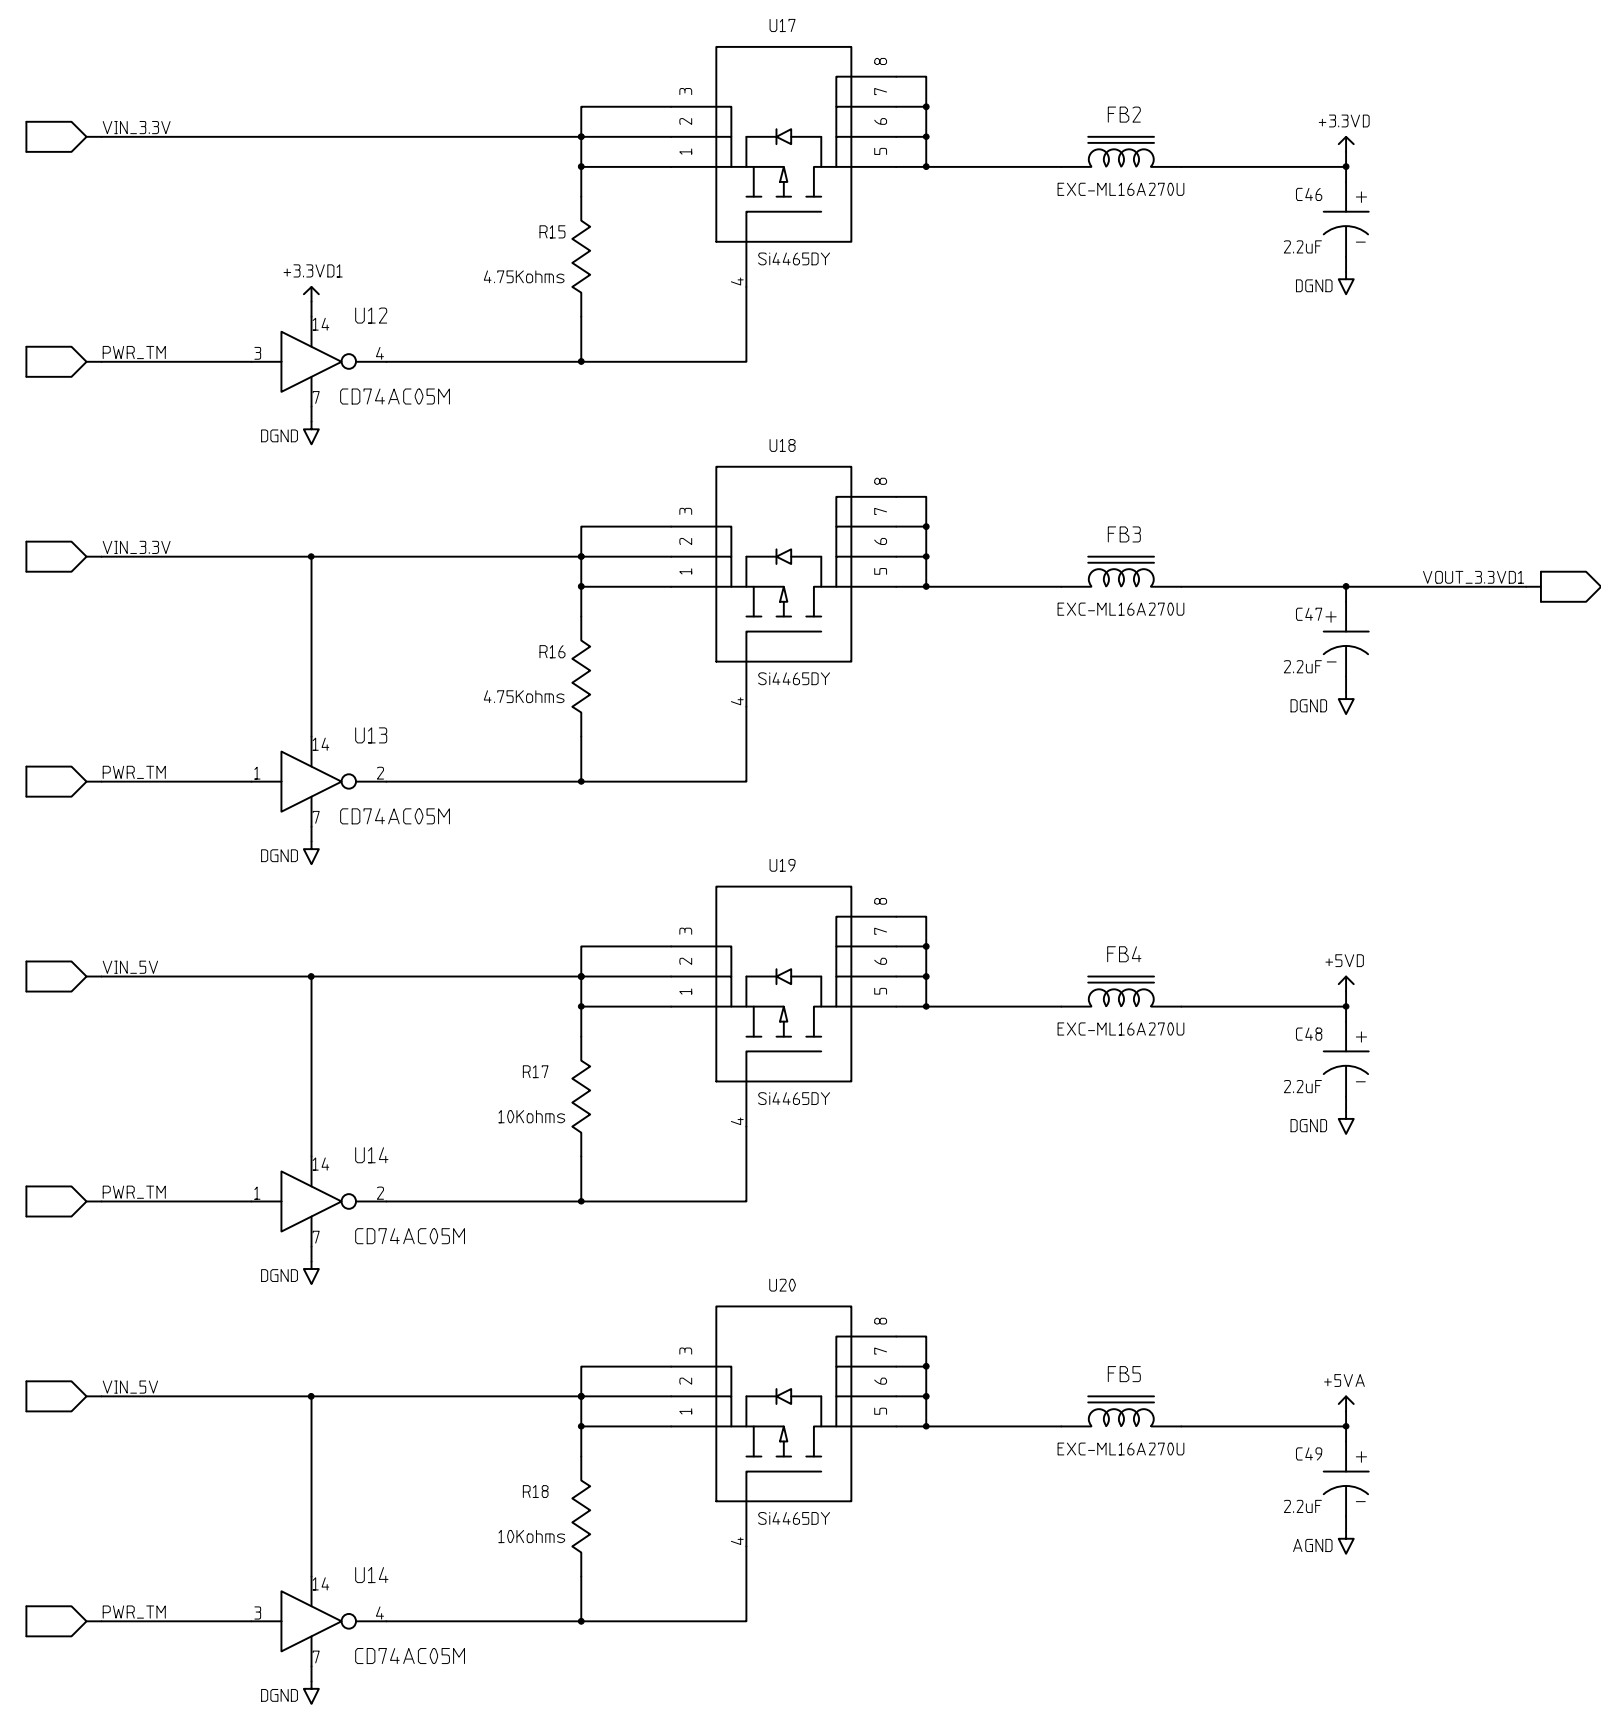 U17
3
2
1
8
7
6
5
VIN_3.3V
FB2
+3.3VD
EXC-ML16A270U
C46
+
2.2uF
-
DGND
R15
4.75Kohms
Si4465DY
4
+3.3VD1
14
U12
PWR_TM
3
4
7
CD74AC05M
DGND
U18
3
2
1
8
7
6
5
VIN_3.3V
FB3
VOUT_3.3VD1
EXC-ML16A270U
C47
+
2.2uF
-
DGND
R16
4.75Kohms
Si4465DY
4
14
U13
PWR_TM
1
2
7
CD74AC05M
DGND
U19
3
2
1
8
7
6
5
VIN_5V
FB4
+5VD
EXC-ML16A270U
C48
+
2.2uF
-
DGND
R17
10Kohms
Si4465DY
4
14
U14
PWR_TM
1
2
7
CD74AC05M
DGND
U20
3
2
1
8
7
6
5
VIN_5V
FB5
+5VA
EXC-ML16A270U
C49
+
2.2uF
-
AGND
R18
10Kohms
Si4465DY
4
14
U14
PWR_TM
3
4
7
CD74AC05M
DGND